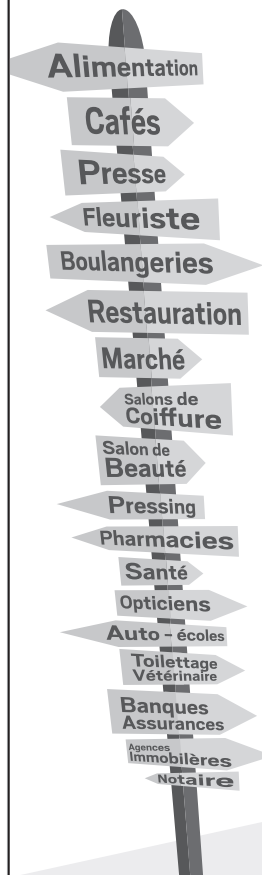 Alimentation
Cafés
Presse
Fleuriste
Boulangeries
Restauration
Marché
Salons de
Coiffure
Salon de
Beauté
Pressing
Pharmacies
Santé
Opticiens
Auto - écoles
Toilettage
Vétérinaire
Banques
Assurances
Agences
Immobilères
Notaire